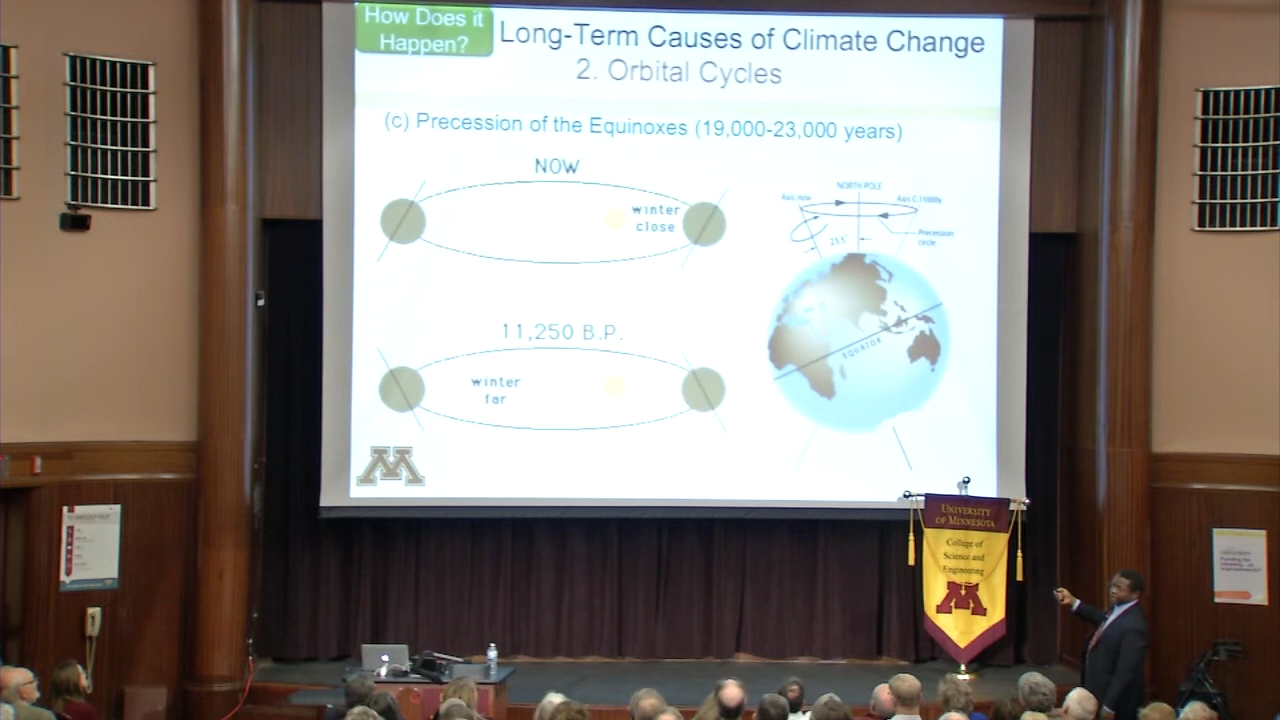 How Does it
Happen?
Long-Term Causes of Climate Change
2. Orbital Cycles
(c) Precession of the Equinoxes (19,000-23,000 years)
NOW
winter
close
11,250 B.P.
winter
far
NORTH POLE
Axis now
Precession
circle
23.5°
EQUATOR
M
UNIVERSITY
OF MINNESOTA
College of
Science and
Engineering
M